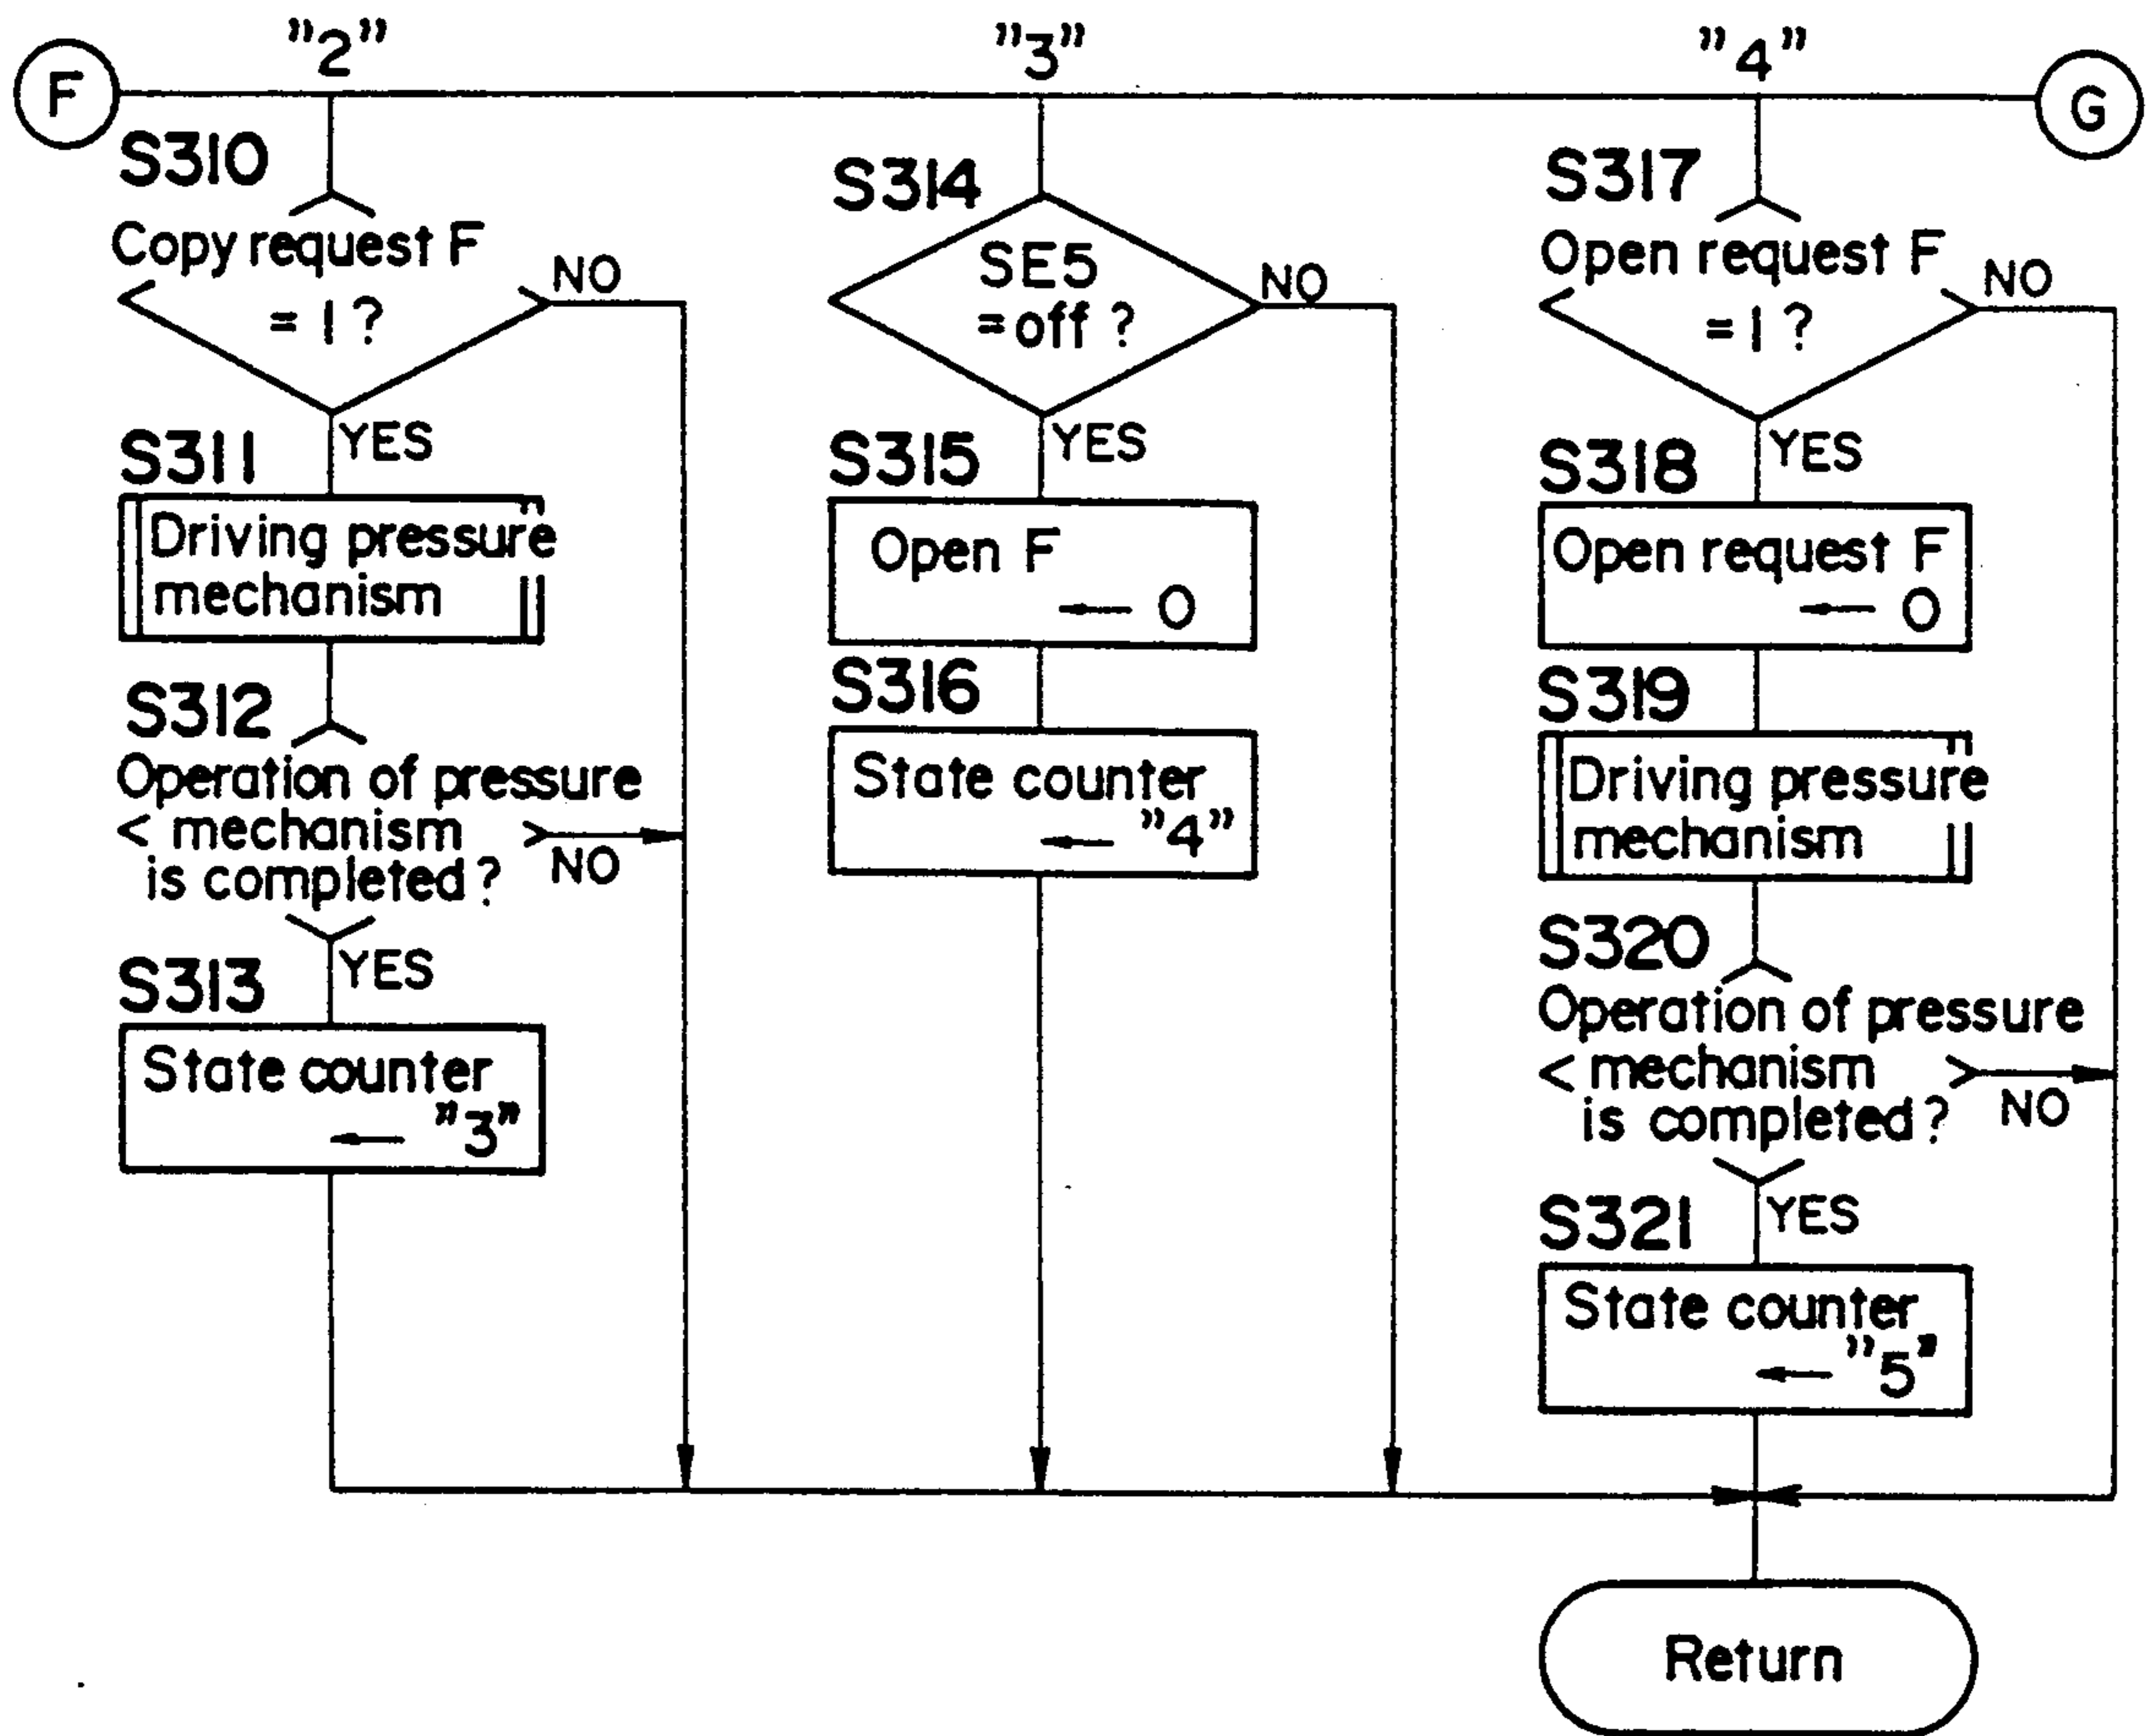 F
"2"
"3"
"4"
G
S310
Copy request F
= 1 ?
NO
YES
S311
Driving pressure
mechanism
S312
Operation of pressure
mechanism
is completed ?
NO
YES
S313
State counter
← "3"
S314
SE5
= off ?
NO
YES
S315
Open F
← 0
S316
State counter
← "4"
S317
Open request F
= 1 ?
NO
YES
S318
Open request F
← 0
S319
Driving pressure
mechanism
S320
Operation of pressure
mechanism
is completed ?
NO
YES
S321
State counter
← "5"
Return